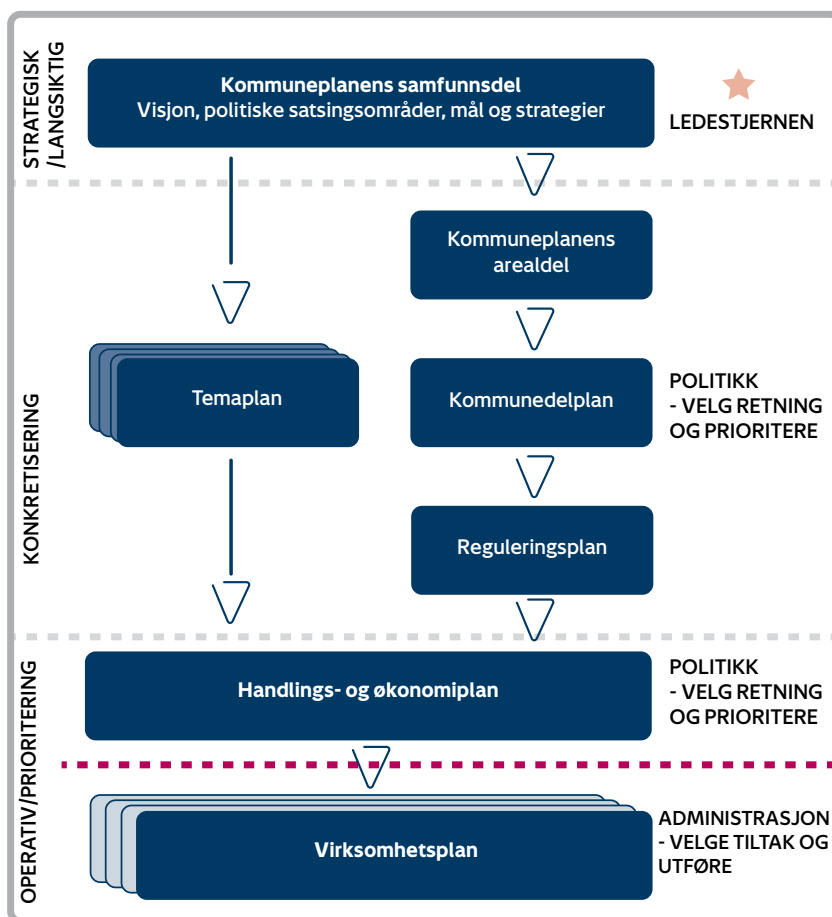 STRATEGISK
/LANGSIKTIG
Kommuneplanens samfunnsdel
Visjon, politiske satsingsområder, mål og strategier
LEDESTJERNEN
KONKRETISERING
Kommuneplanens
arealdel
Temaplan
Kommunedelplan
POLITIKK
- VELG RETNING
OG PRIORITERE
Reguleringsplan
OPERATIV/PRIORITERING
Handlings- og økonomiplan
POLITIKK
- VELG RETNING
OG PRIORITERE
Virksomhetsplan
ADMINISTRASJON
- VELGE TILTAK OG
UTFØRE